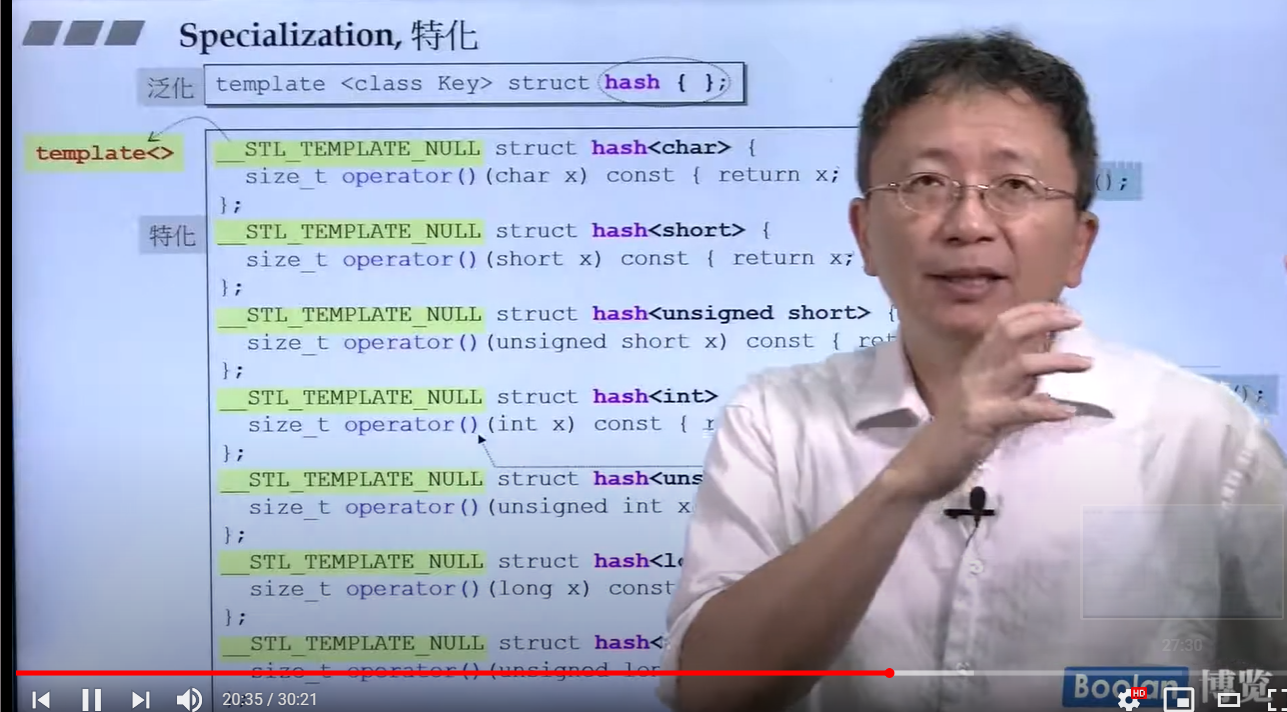 Specialization, 特化
泛化 template <class Key> struct hash { };
template<>
__STL_TEMPLATE_NULL struct hash<char> {
size_t operator()(char x) const { return x;
();
};
特化
__STL_TEMPLATE_NULL struct hash<short> {
size_t operator()(short x) const { return x;
};
__STL_TEMPLATE_NULL struct hash<unsigned short> {
size_t operator()(unsigned short x) const { ret
};
__STL_TEMPLATE_NULL struct hash<int>
();
size_t operator()(int x) const { r
};
__STL_TEMPLATE_NULL struct hash<uns
size_t operator()(unsigned int x
};
__STL_TEMPLATE_NULL struct hash<lo
size_t operator()(long x) const
};
__STL_TEMPLATE_NULL struct hash<
size_t operator()(unsigned lon
};
27:30
Boolan 博览
20:35 / 30:21
HD